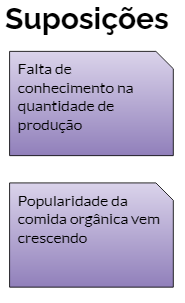 Suposições
Falta de
conhecimento na
quantidade de
produção
Popularidade da
comida orgânica vem
crescendo